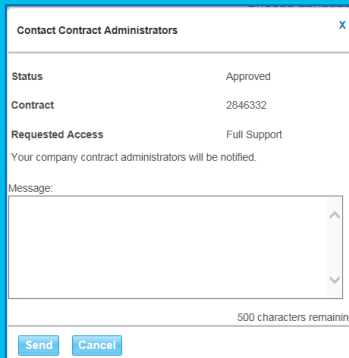 Contact Contract Administrators X
Status Approved
Contract 2846332
Requested Access Full Support
Your company contract administrators will be notified.
Message:
500 characters remaining
Send Cancel